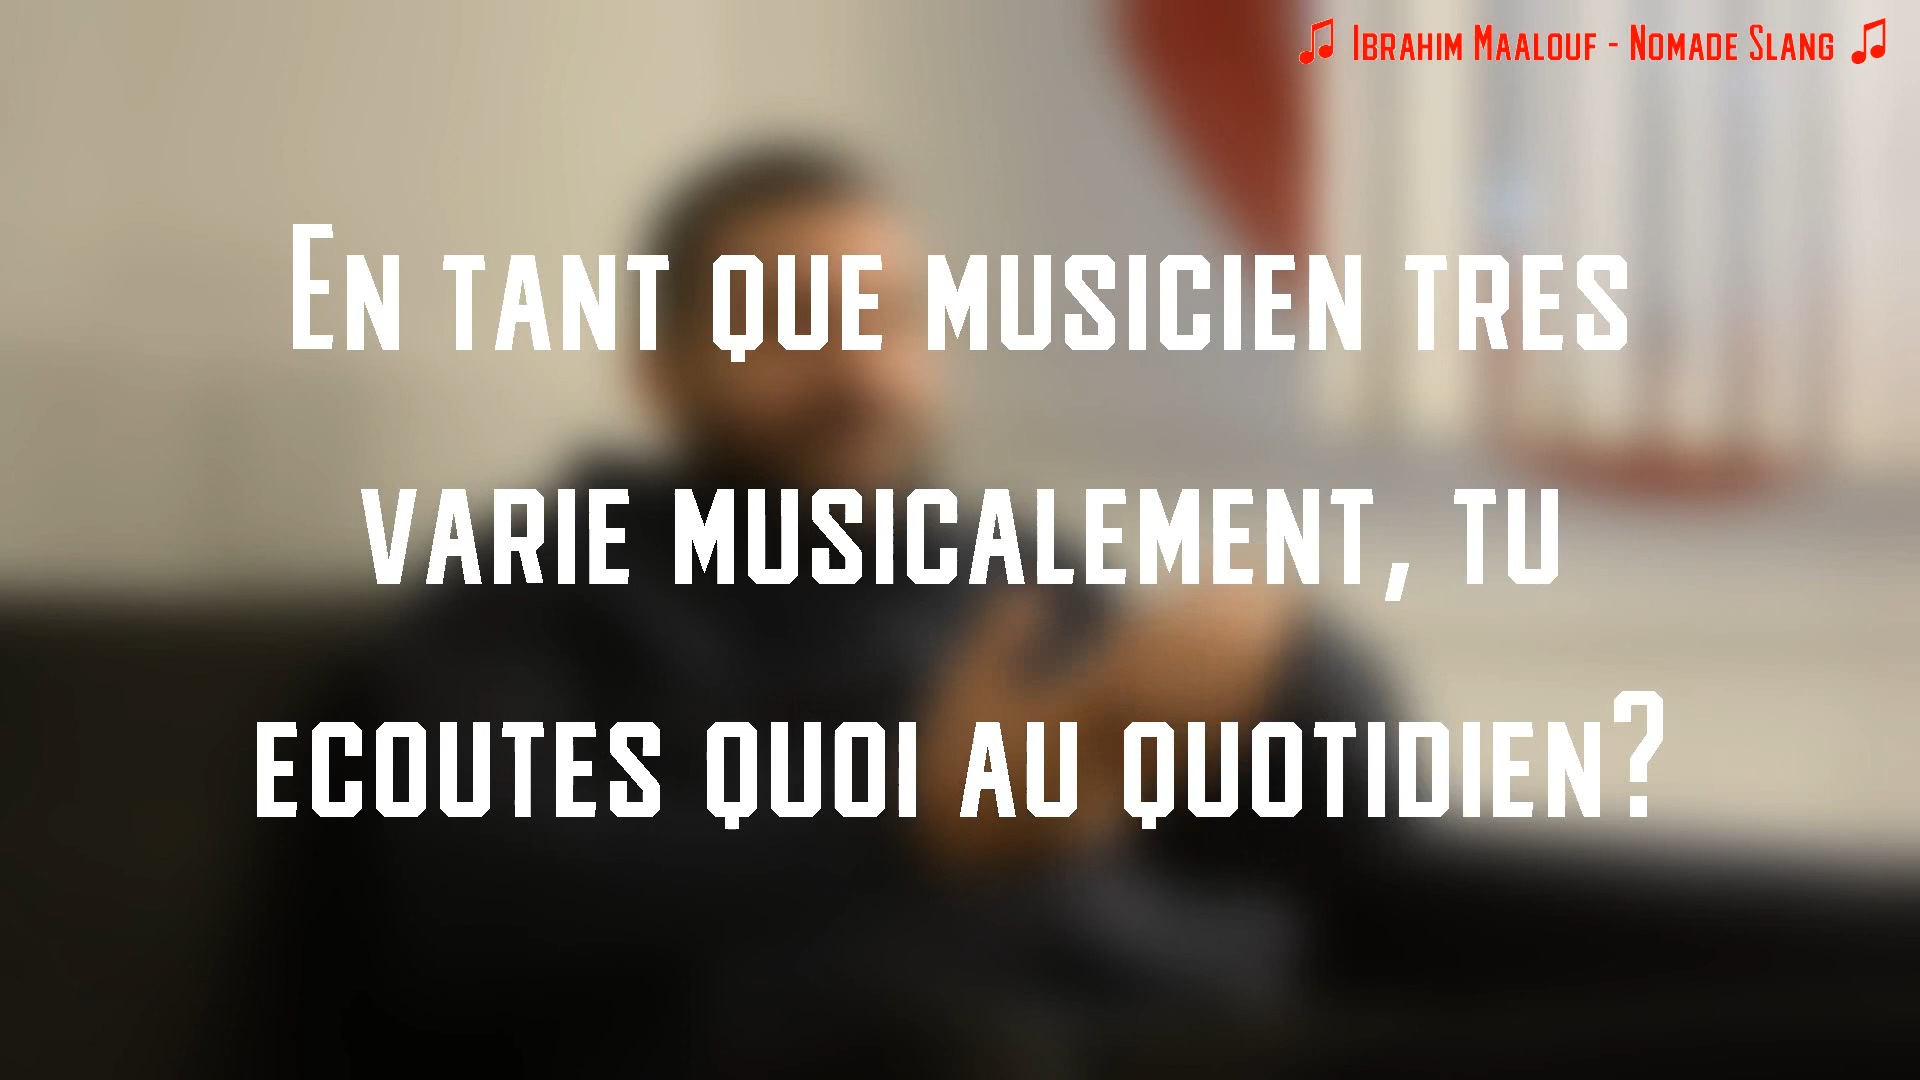 ♫ Ibrahim Maalouf - Nomade Slang ♫
En tant que musicien tres
varie musicalement, tu
ecoutes quoi au quotidien?